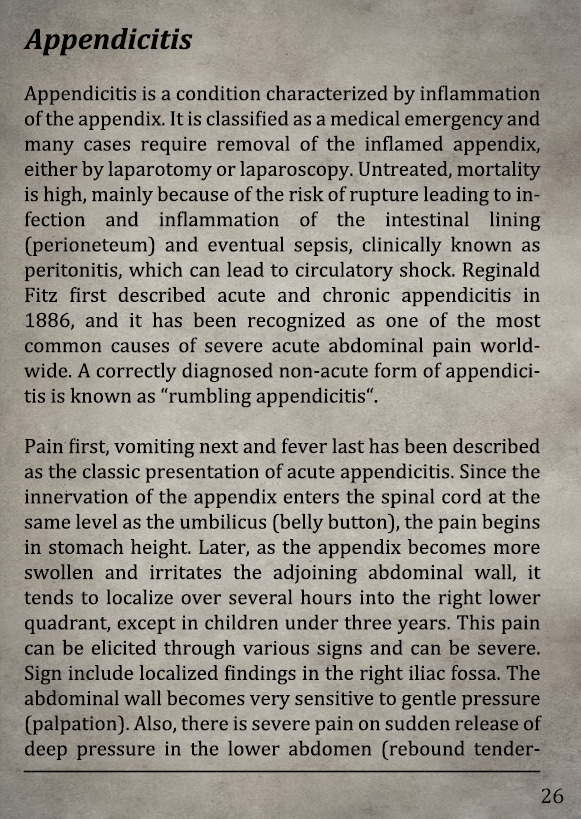 Appendicitis
Appendicitis is a condition characterized by inflammation
of the appendix. It is classified as a medical emergency and
many cases require removal of the inflamed appendix,
either by laparotomy or laparoscopy. Untreated, mortality
is high, mainly because of the risk of rupture leading to in-
fection and inflammation of the intestinal lining
(perioneteum) and eventual sepsis, clinically known as
peritonitis, which can lead to circulatory shock. Reginald
Fitz first described acute and chronic appendicitis in
1886, and it has been recognized as one of the most
common causes of severe acute abdominal pain world-
wide. A correctly diagnosed non-acute form of appendici-
tis is known as “rumbling appendicitis“.
Pain first, vomiting next and fever last has been described
as the classic presentation of acute appendicitis. Since the
innervation of the appendix enters the spinal cord at the
same level as the umbilicus (belly button), the pain begins
in stomach height. Later, as the appendix becomes more
swollen and irritates the adjoining abdominal wall, it
tends to localize over several hours into the right lower
quadrant, except in children under three years. This pain
can be elicited through various signs and can be severe.
Sign include localized findings in the right iliac fossa. The
abdominal wall becomes very sensitive to gentle pressure
(palpation). Also, there is severe pain on sudden release of
deep pressure in the lower abdomen (rebound tender-
26